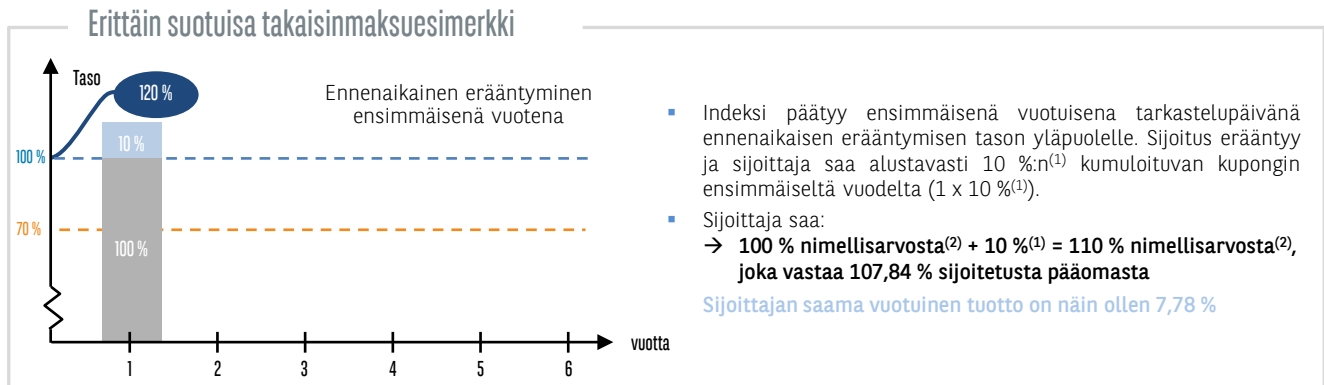 Erittäin suotuisa takaisinmaksuesimerkki
Taso
120 %
Ennenaikainen erääntyminen
ensimmäisenä vuotena
10 %
100 %
70 %
100 %
vuotta
1 2 3 4 5 6
▪ Indeksi päätyy ensimmäisenä vuotuisena tarkastelupäivänä
ennenaikaisen erääntymisen tason yläpuolelle. Sijoitus erääntyy
ja sijoittaja saa alustavasti 10 %:n(1) kumuloituvan kupongin
ensimmäiseltä vuodelta (1 x 10 %(1)).
▪ Sijoittaja saa:
→ 100 % nimellisarvosta(2) + 10 %(1) = 110 % nimellisarvosta(2),
joka vastaa 107,84 % sijoitetusta pääomasta
Sijoittajan saama vuotuinen tuotto on näin ollen 7,78 %